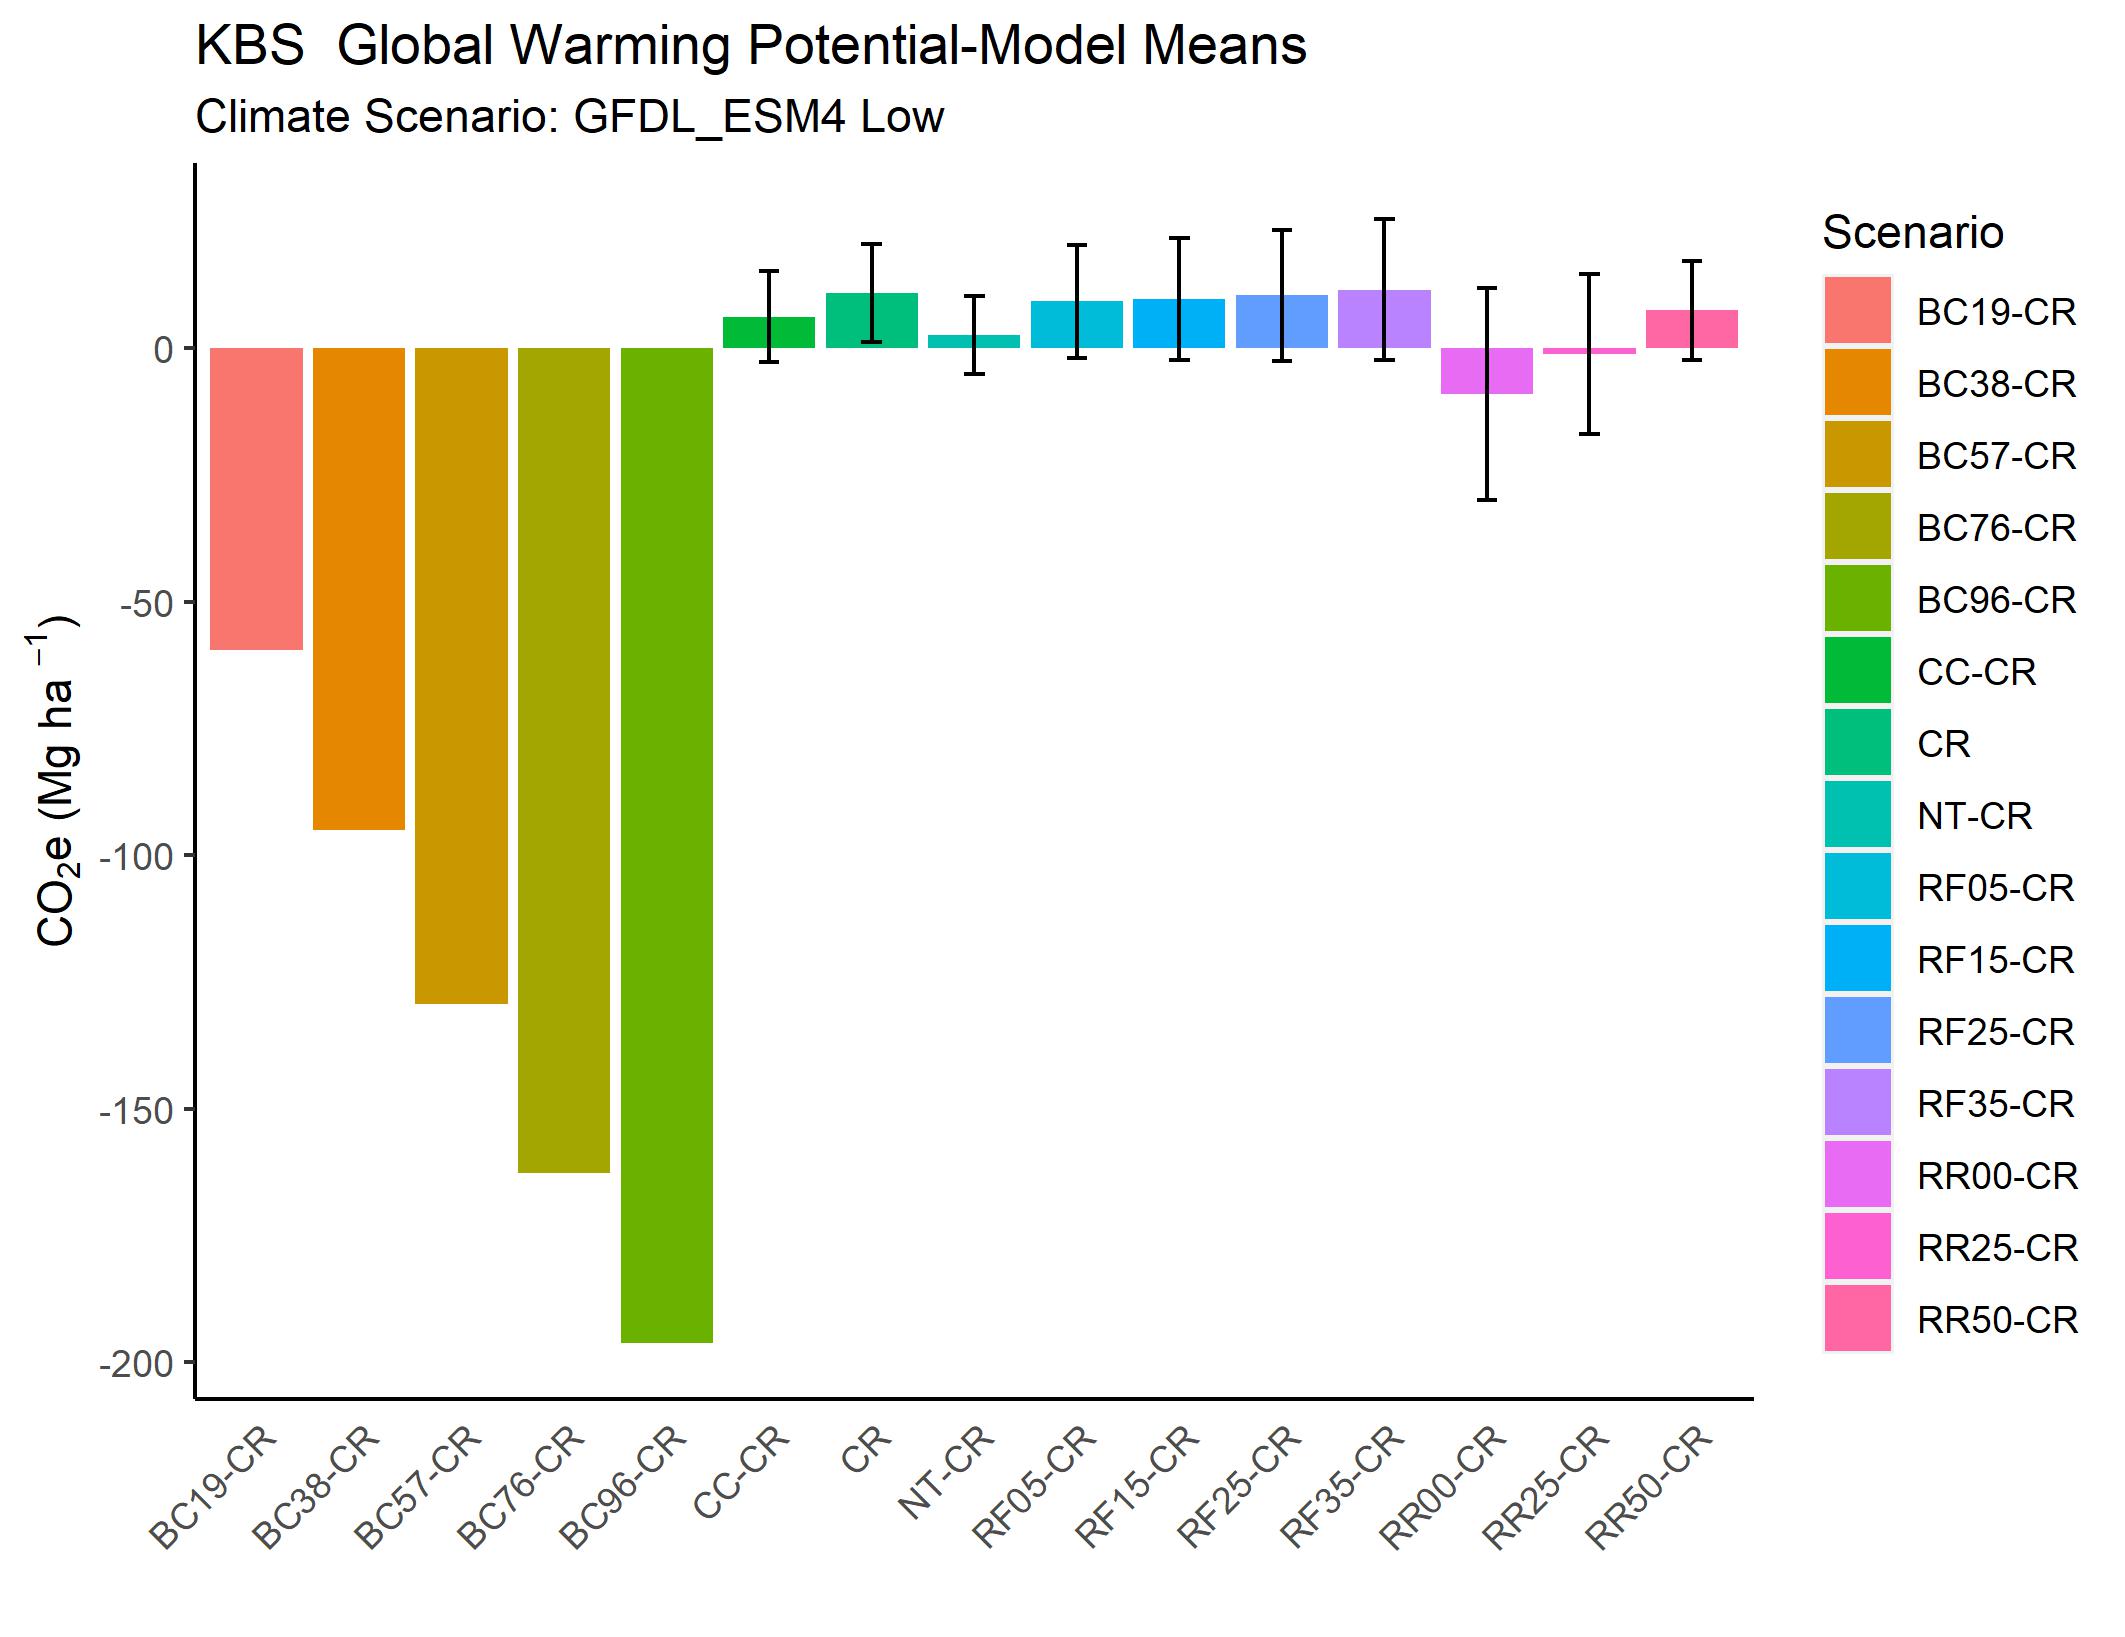 KBS  Global Warming Potential-Model Means
Climate Scenario: GFDL_ESM4 Low
CO₂e (Mg ha ⁻¹)
0
-50
-100
-150
-200
BC19-CR
BC38-CR
BC57-CR
BC76-CR
BC96-CR
CC-CR
CR
NT-CR
RF05-CR
RF15-CR
RF25-CR
RF35-CR
RR00-CR
RR25-CR
RR50-CR
Scenario
BC19-CR
BC38-CR
BC57-CR
BC76-CR
BC96-CR
CC-CR
CR
NT-CR
RF05-CR
RF15-CR
RF25-CR
RF35-CR
RR00-CR
RR25-CR
RR50-CR